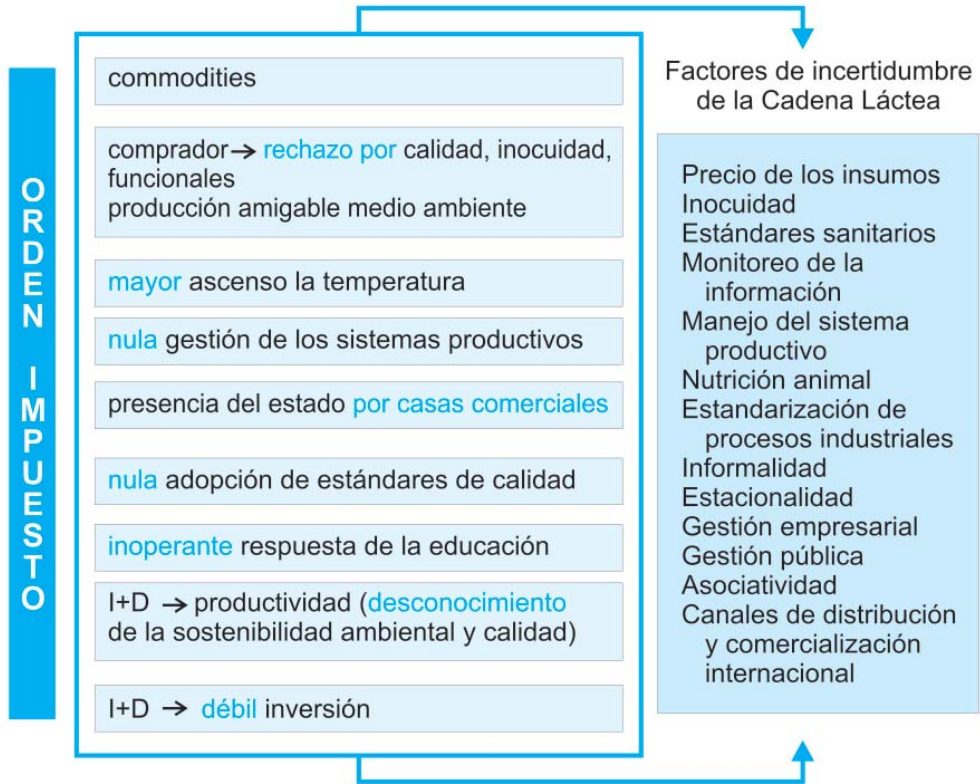 ORDEN IMPUESTO
commodities
comprador→ rechazo por calidad, inocuidad,
funcionales
producción amigable medio ambiente
mayor ascenso la temperatura
nula gestión de los sistemas productivos
presencia del estado por casas comerciales
nula adopción de estándares de calidad
inoperante respuesta de la educación
I+D → productividad (desconocimiento
de la sostenibilidad ambiental y calidad)
I+D → débil inversión
Factores de incertidumbre
de la Cadena Láctea
Precio de los insumos
Inocuidad
Estándares sanitarios
Monitoreo de la
información
Manejo del sistema
productivo
Nutrición animal
Estandarización de
procesos industriales
Informalidad
Estacionalidad
Gestión empresarial
Gestión pública
Asociatividad
Canales de distribución
y comercialización
internacional